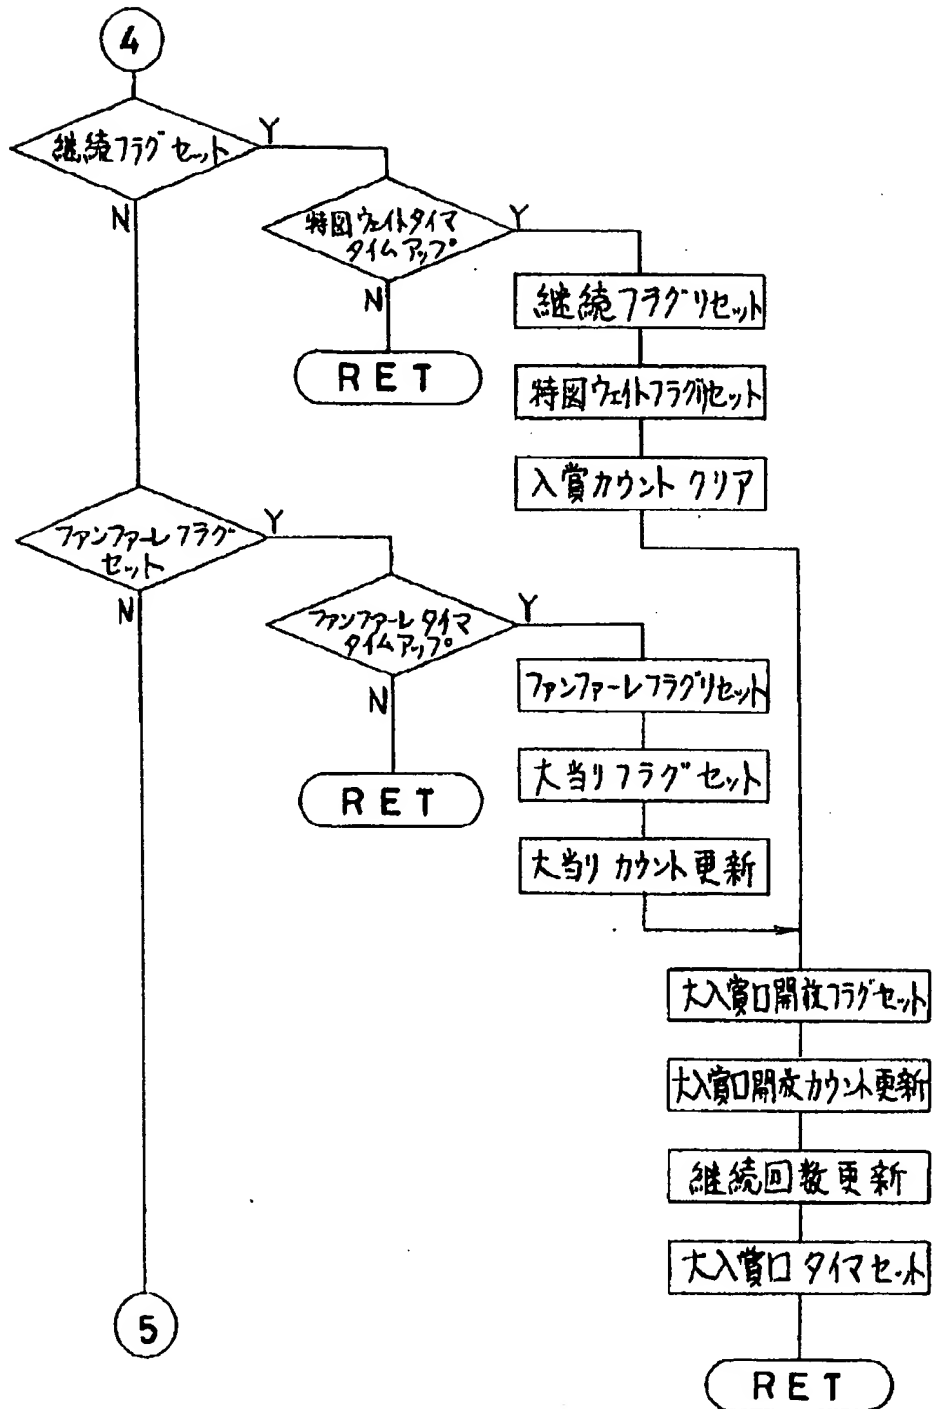 4
継続フラグ セット
Y
N
特図ウェイトタイマ
タイムアップ
Y
N
RET
継続フラグリセット
特図ウェイトフラグリセット
入賞カウント クリア
ファンファーレフラグ
セット
Y
N
ファンファーレタイマ
タイムアップ
Y
N
RET
ファンファーレフラグリセット
大当りフラグ セット
大当り カウント更新
大入賞口開放フラグセット
大入賞口開放カウント更新
継続回数更新
大入賞口 タイマセット
5
RET